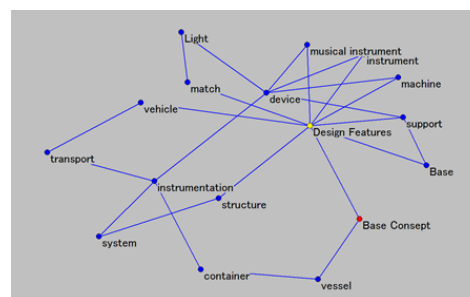 Light
musical instrument
instrument
match
device
machine
vehicle
support
Design Features
transport
Base
instrumentation
structure
Base Consept
system
container
vessel